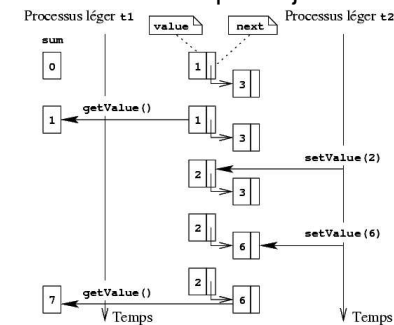 Processus léger t1
value
next
Processus léger t2
sum
0
1
3
1
getValue()
1
3
2
setValue(2)
3
2
setValue(6)
6
2
7
getValue()
6
Temps
Temps